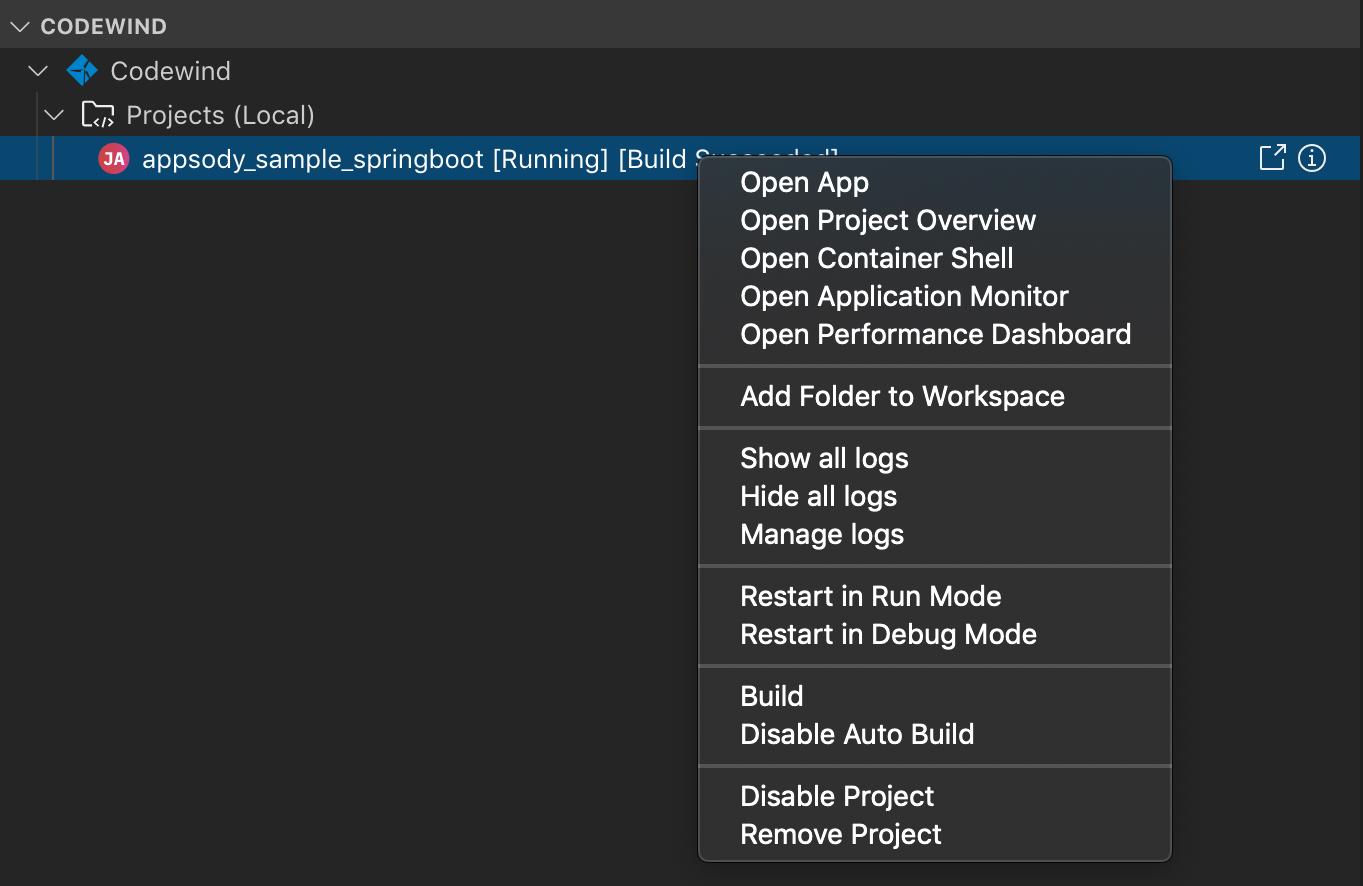 CODEWIND
Codewind
Projects (Local)
JA appsody_sample_springboot [Running] [Build Succeeded]
Open App
Open Project Overview
Open Container Shell
Open Application Monitor
Open Performance Dashboard
Add Folder to Workspace
Show all logs
Hide all logs
Manage logs
Restart in Run Mode
Restart in Debug Mode
Build
Disable Auto Build
Disable Project
Remove Project